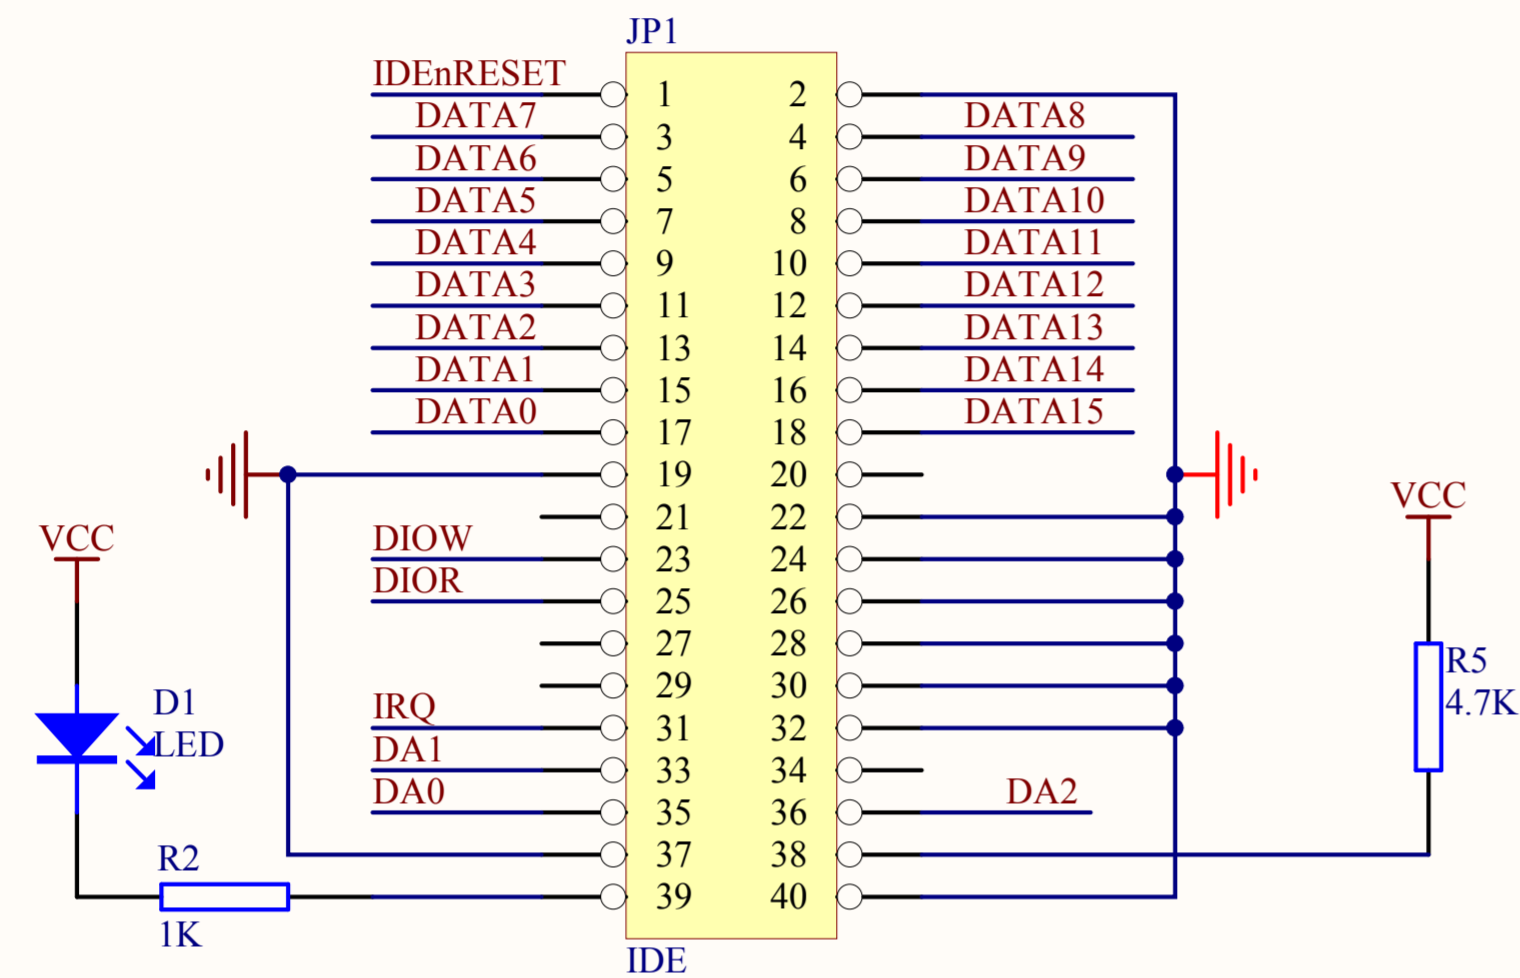 JP1
IDEnRESET 1 2
DATA7 3 4 DATA8
DATA6 5 6 DATA9
DATA5 7 8 DATA10
DATA4 9 10 DATA11
DATA3 11 12 DATA12
DATA2 13 14 DATA13
DATA1 15 16 DATA14
DATA0 17 18 DATA15
19 20
VCC
21 22
VCC
DIOW 23 24
DIOR 25 26
27 28
R5
4.7K
29 30
D1
LED
IRQ 31 32
DA1 33 34
DA0 35 36 DA2
37 38
R2
1K
39 40
IDE